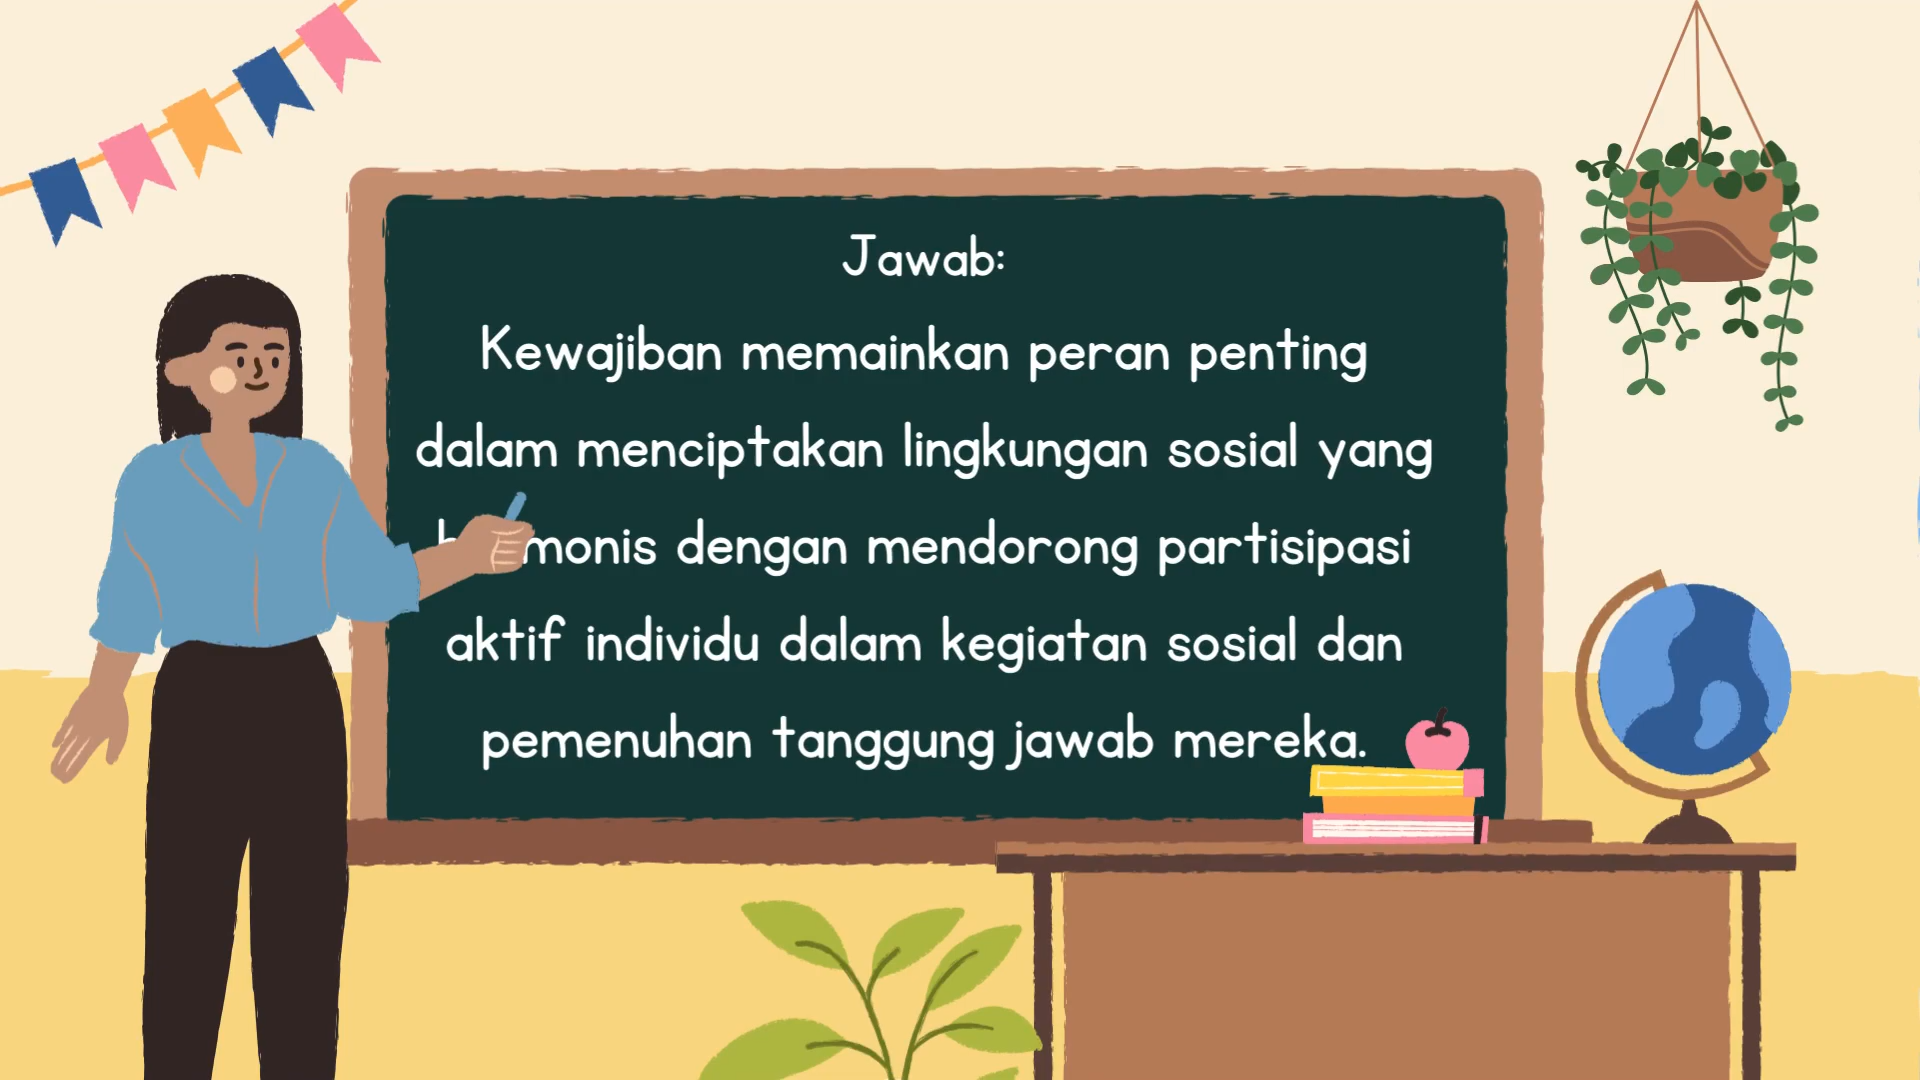 Jawab:
Kewajiban memainkan peran penting
dalam menciptakan lingkungan sosial yang
dengan mendorong partisipasi
aktif individu dalam kegiatan sosial dan
pemenuhan tanggung jawab mereka.